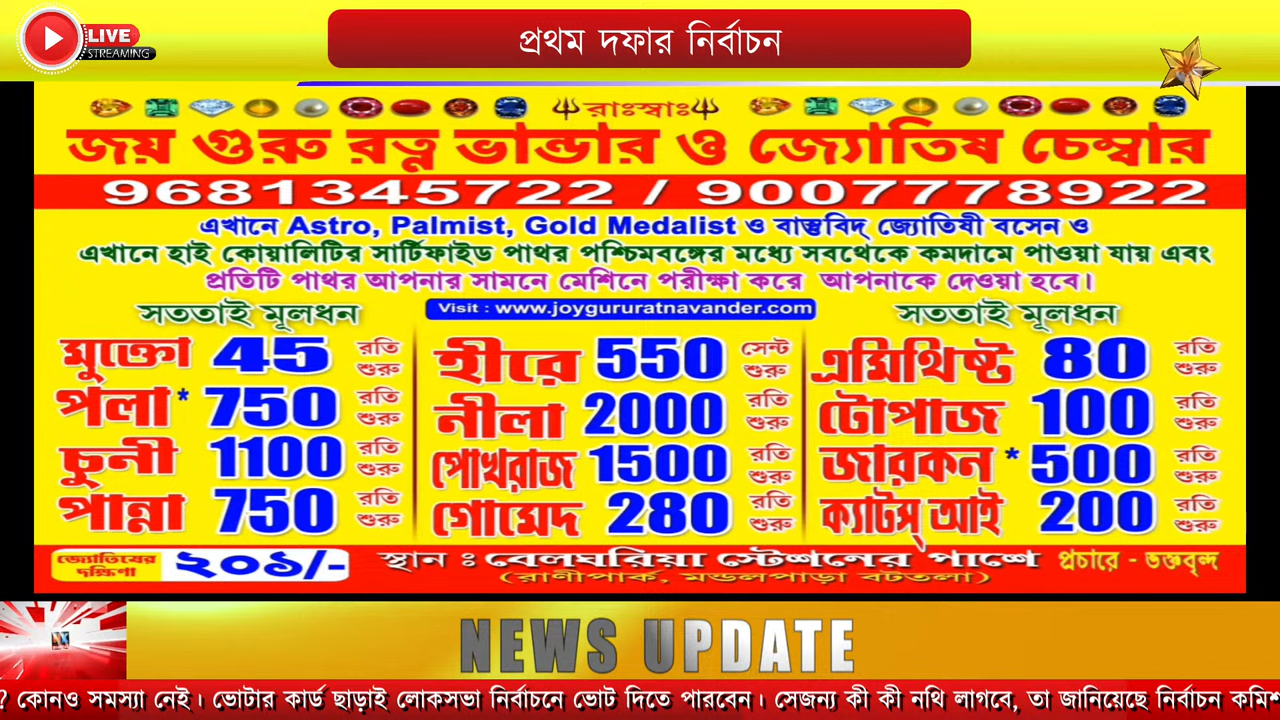 LIVE
STREAMING
প্রথম দফার নির্বাচন
রাঃস্বাঃ
জয় গুরু রত্ন ভান্ডার ও জ্যোতিষ চেম্বার
9681345722 / 9007778922
এখানে Astro, Palmist, Gold Medalist ও বাস্তুবিদ্ জ্যোতিষী বসেন ও
এখানে হাই কোয়ালিটির সার্টিফাইড পাথর পশ্চিমবঙ্গের মধ্যে সবথেকে কমদামে পাওয়া যায় এবং
প্রতিটি পাথর আপনার সামনে মেশিনে পরীক্ষা করে আপনাকে দেওয়া হবে।
সততাই মূলধন
Visit : www.joygururatnavander.com
সততাই মূলধন
মুক্তো 45 রতি শুরু
পলা * 750 রতি শুরু
চুনী 1100 রতি শুরু
পান্না 750 রতি শুরু
হীরে 550 সেন্ট শুরু
নীলা 2000 রতি শুরু
পোখরাজ 1500 রতি শুরু
গোমেদ 280 রতি শুরু
এমিথিষ্ট 80 রতি শুরু
টোপাজ 100 রতি শুরু
জারকন * 500 রতি শুরু
ক্যাটস্ আই 200 রতি শুরু
জ্যোতিষের দক্ষিণা ২০১/-
স্থান : বেলঘরিয়া স্টেশনের পাশে
(রাণীপার্ক, মন্ডলপাড়া বটতলা)
প্রচারে - ভক্তবৃন্দ
NEWS UPDATE
? কোনও সমস্যা নেই। ভোটার কার্ড ছাড়াই লোকসভা নির্বাচনে ভোট দিতে পারবেন। সেজন্য কী কী নথি লাগবে, তা জানিয়েছে নির্বাচন কমিশ